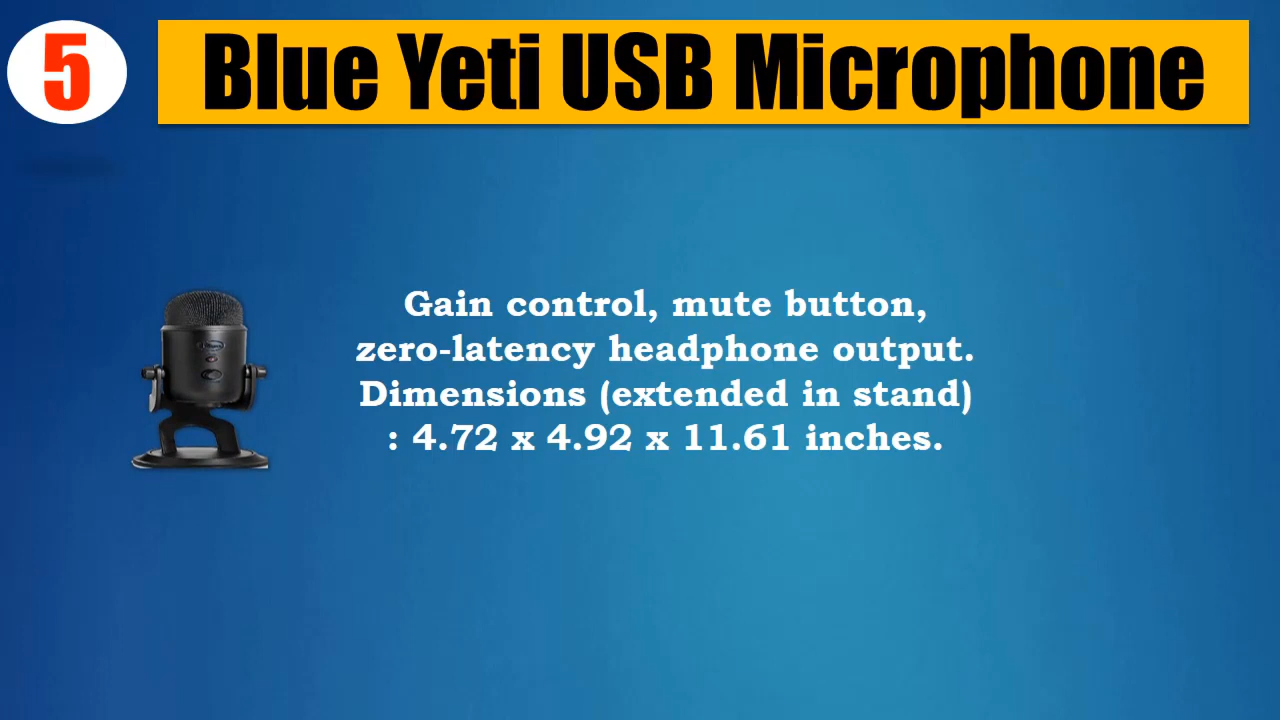 5
Blue Yeti USB Microphone
Gain control, mute button,
zero-latency headphone output.
Dimensions (extended in stand)
: 4.72 x 4.92 x 11.61 inches.